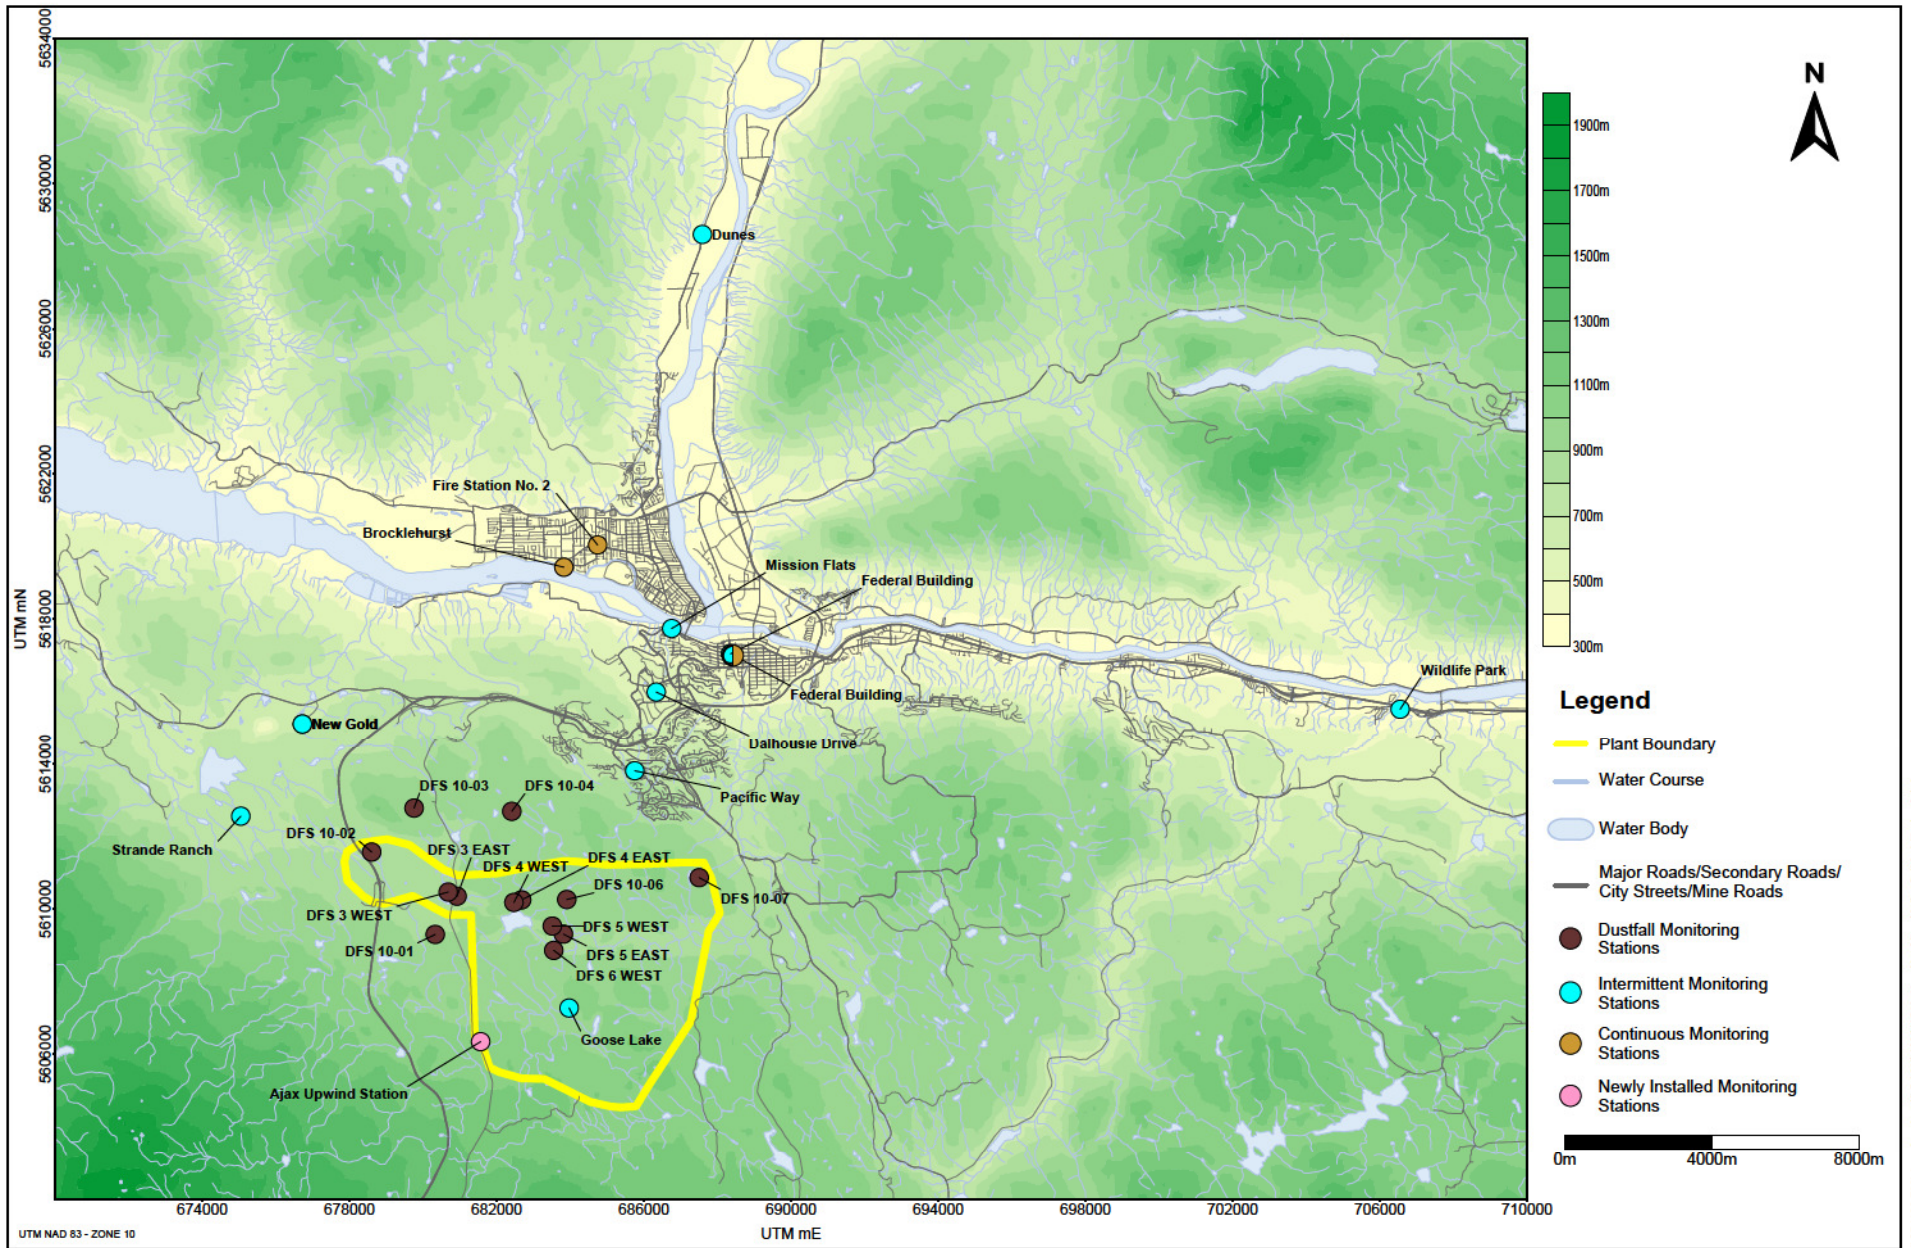 5634000
5630000
5626000
5622000
5618000
5614000
5610000
5606000
UTM mN
Dunes
Fire Station No. 2
Brocklehurst
Mission Flats
Federal Building
Federal Building
Wildlife Park
New Gold
Dalhousie Drive
Pacific Way
DFS 10-03
DFS 10-04
Strande Ranch
DFS 10-02
DFS 3 EAST
DFS 4 WEST
DFS 4 EAST
DFS 10-06
DFS 10-07
DFS 3 WEST
DFS 5 WEST
DFS 10-01
DFS 5 EAST
DFS 6 WEST
Goose Lake
Ajax Upwind Station
674000
678000
682000
686000
690000
694000
698000
702000
706000
710000
UTM mE
UTM NAD 83 - ZONE 10
N
1900m
1700m
1500m
1300m
1100m
900m
700m
500m
300m
Legend
Plant Boundary
Water Course
Water Body
Major Roads/Secondary Roads/
City Streets/Mine Roads
Dustfall Monitoring
Stations
Intermittent Monitoring
Stations
Continuous Monitoring
Stations
Newly Installed Monitoring
Stations
0m
4000m
8000m